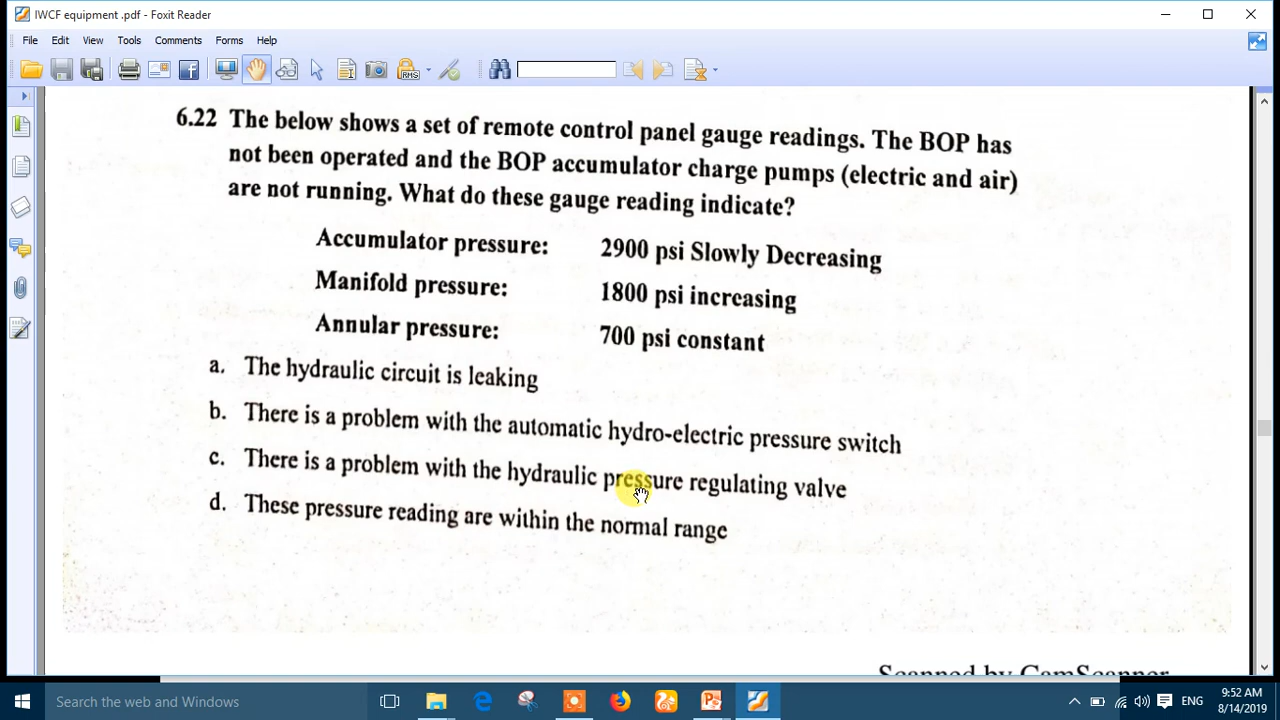 IWCF equipment .pdf - Foxit Reader
File Edit View Tools Comments Forms Help
RMS
6.22 The below shows a set of remote control panel gauge readings. The BOP has
not been operated and the BOP accumulator charge pumps (electric and air)
are not running. What do these gauge reading indicate?
Accumulator pressure: 2900 psi Slowly Decreasing
Manifold pressure: 1800 psi increasing
Annular pressure: 700 psi constant
a. The hydraulic circuit is leaking
b. There is a problem with the automatic hydro-electric pressure switch
c. There is a problem with the hydraulic pressure regulating valve
d. These pressure reading are within the normal range
Scanned by CamScanner
Search the web and Windows
ENG
9:52 AM
8/14/2019